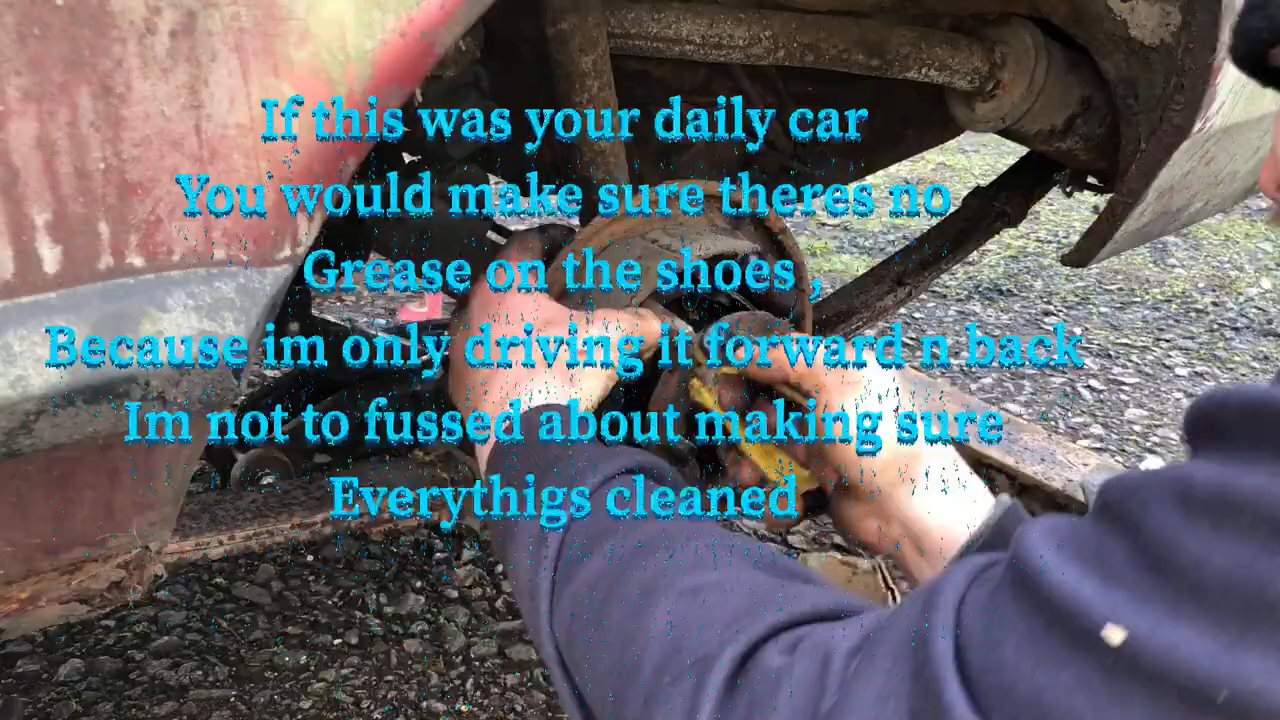 If this was your daily car
You would make sure theres no
Grease on the shoes ,
Because im only driving it forward n back
Im not to fussed about making sure
Everythigs cleaned